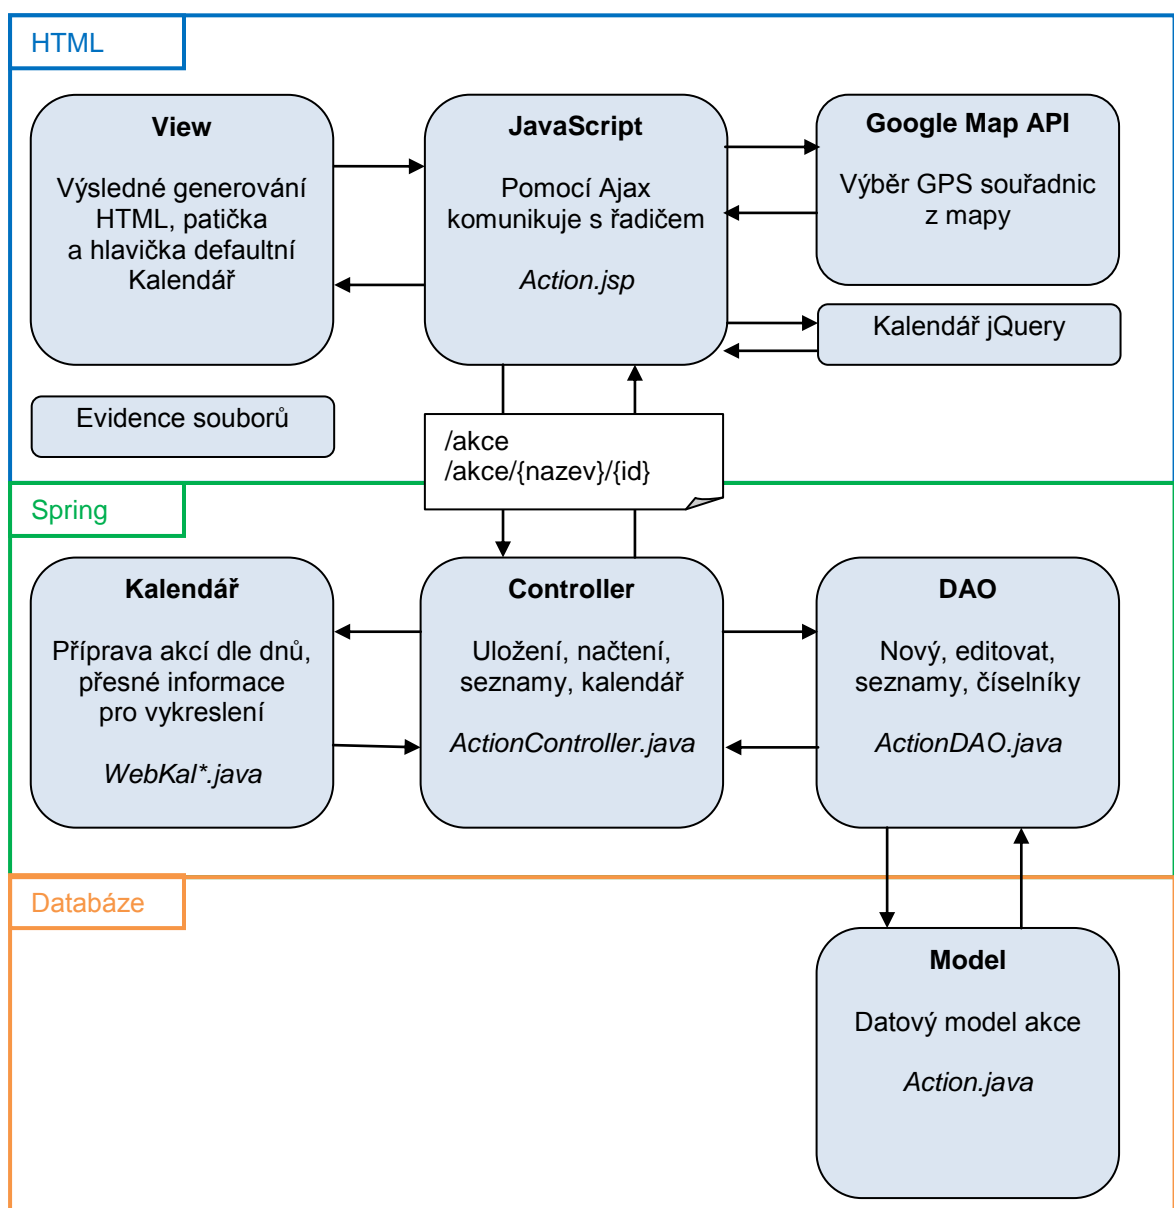 HTML
View
Výsledné generování
HTML, patička
a hlavička defaultní
Kalendář
JavaScript
Pomocí Ajax
komunikuje s řadičem
Action.jsp
Google Map API
Výběr GPS souřadnic
z mapy
Kalendář jQuery
Evidence souborů
/akce
/akce/{nazev}/{id}
Spring
Kalendář
Příprava akcí dle dnů,
přesné informace
pro vykreslení
WebKal*.java
Controller
Uložení, načtení,
seznamy, kalendář
ActionController.java
DAO
Nový, editovat,
seznamy, číselníky
ActionDAO.java
Databáze
Model
Datový model akce
Action.java